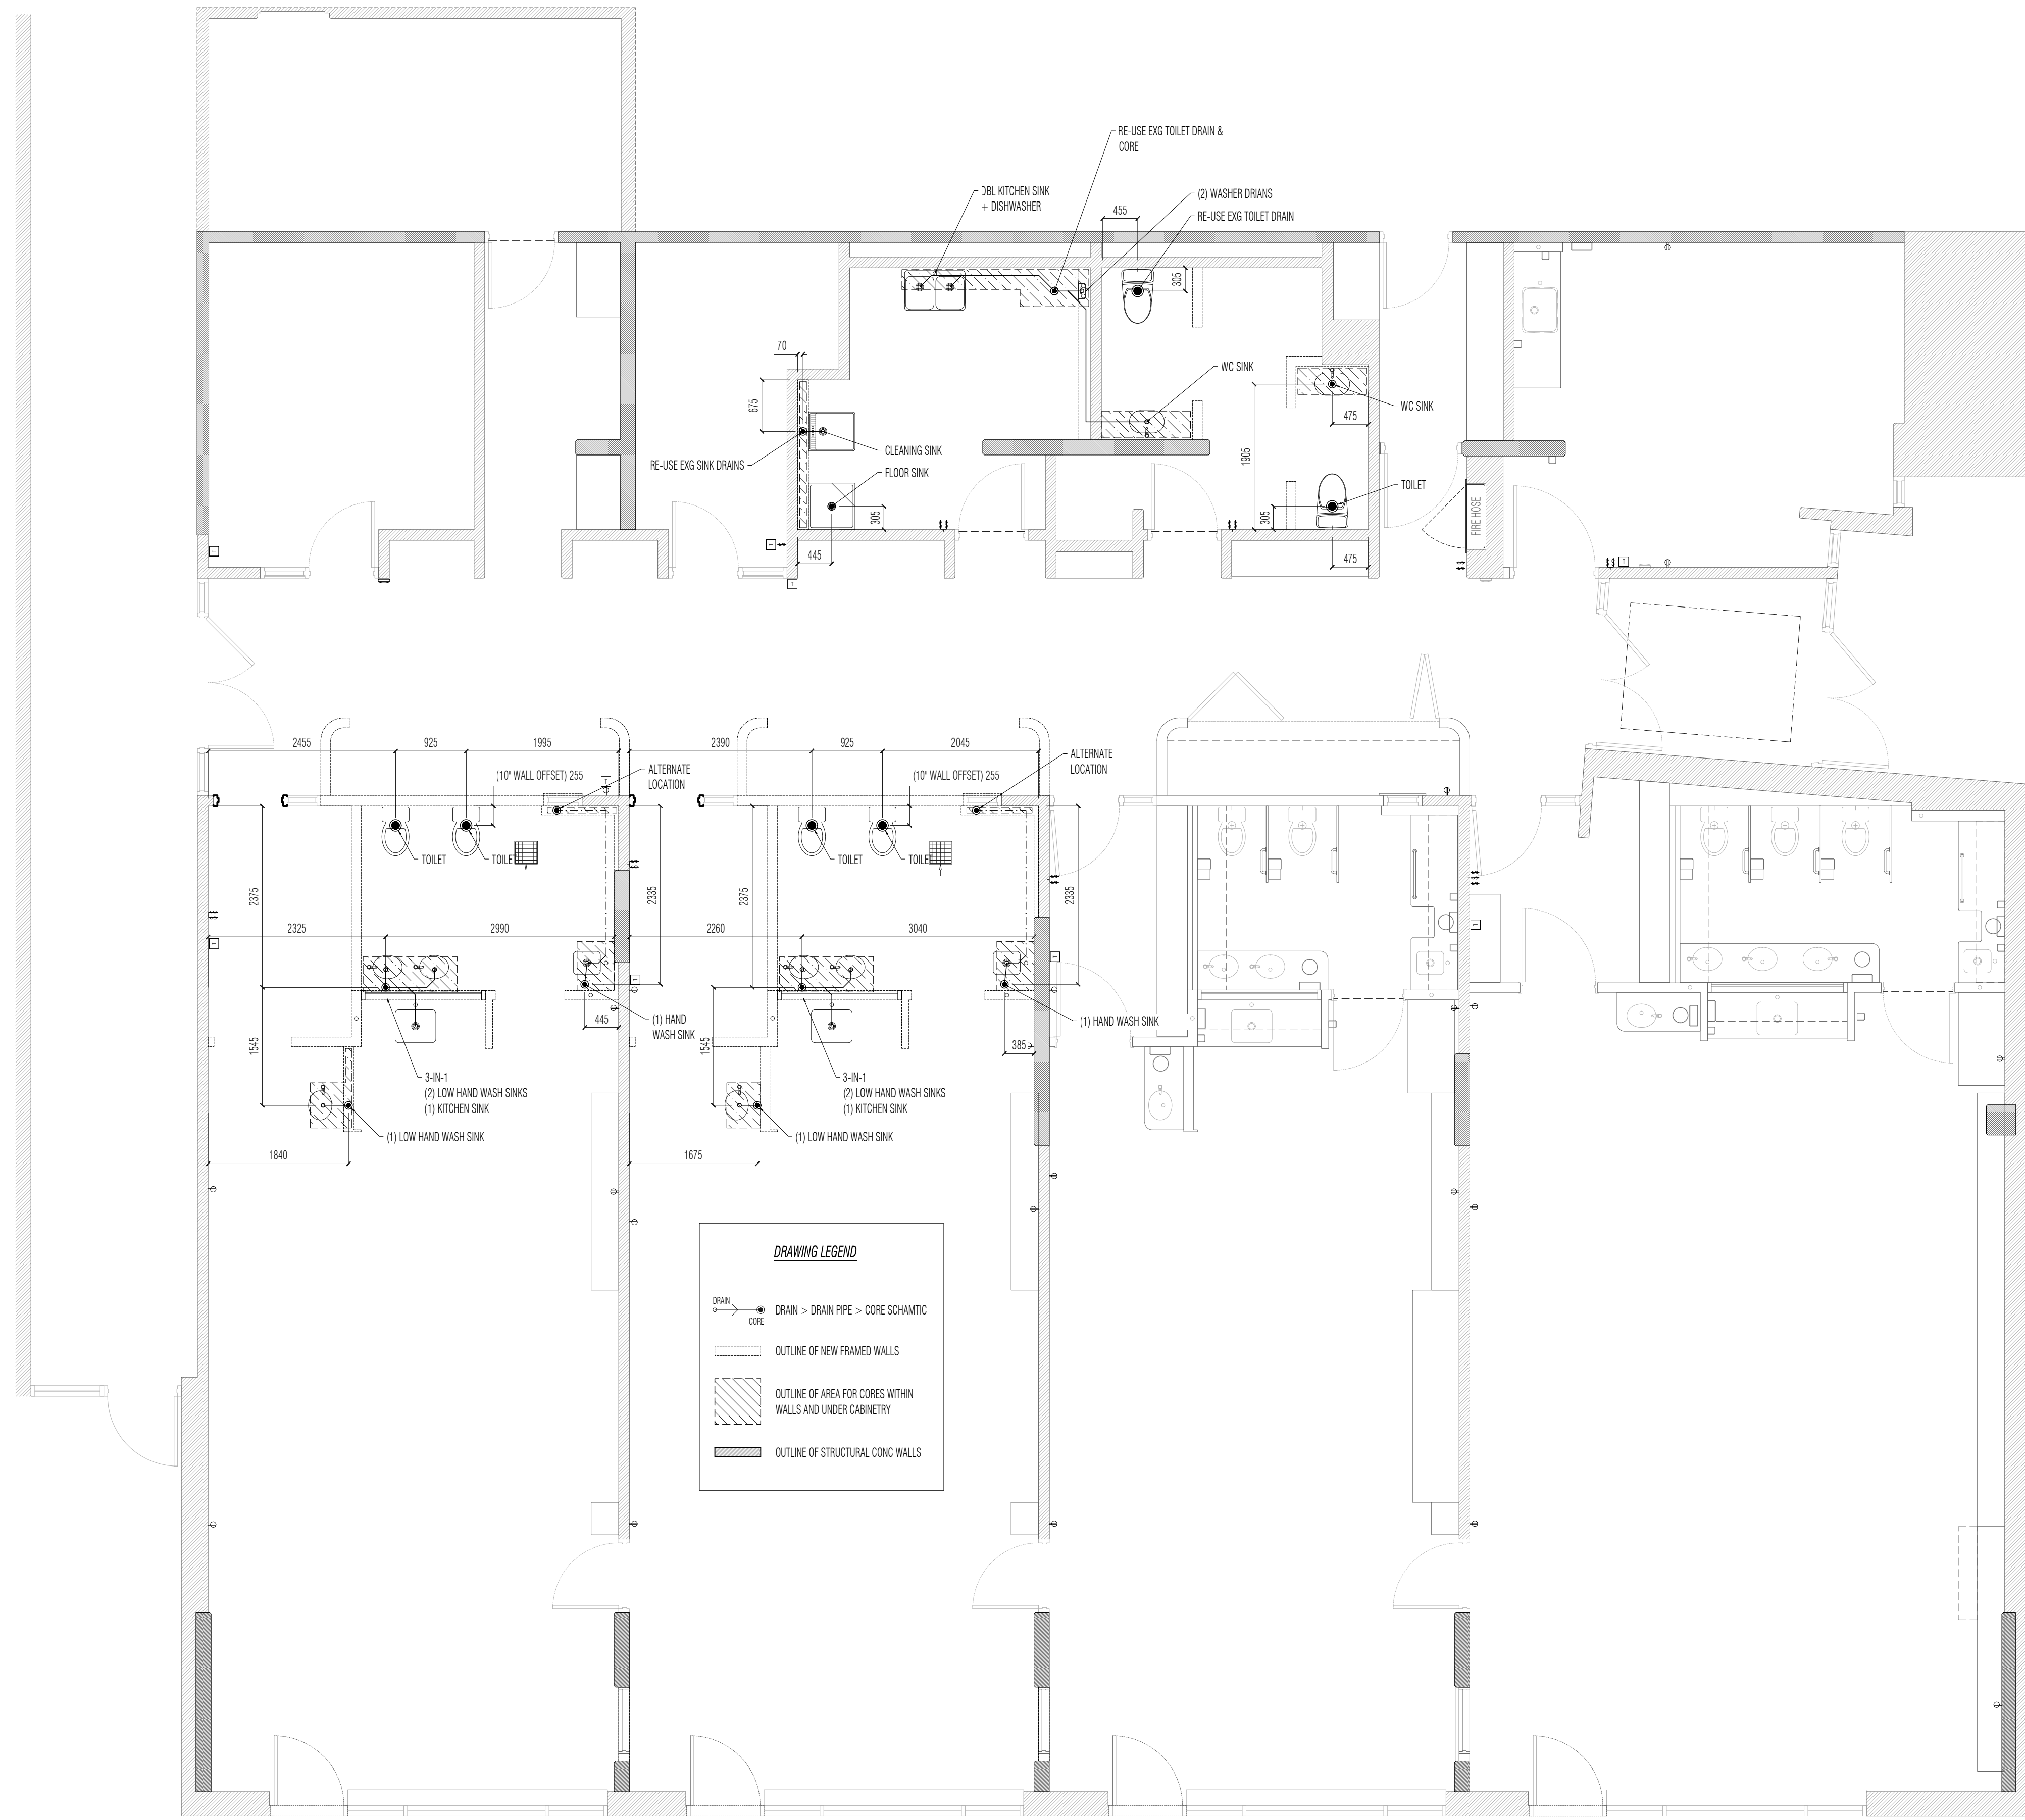 RE-USE EXG TOILET DRAIN &
CORE
DBL KITCHEN SINK
+ DISHWASHER
(2) WASHER DRIANS
RE-USE EXG TOILET DRAIN
455
305
70
675
WC SINK
WC SINK
475
1905
CLEANING SINK
RE-USE EXG SINK DRAINS
FLOOR SINK
TOILET
305
305
FIRE HOSE
445
475
T
T
T
T
2455
925
1995
2390
925
2045
(10" WALL OFFSET) 255
ALTERNATE
LOCATION
T
(10" WALL OFFSET) 255
ALTERNATE
LOCATION
TOILET
TOILET
TOILET
TOILET
2375
2335
2375
2335
2325
2990
2260
3040
T
T
T
T
1545
445
(1) HAND
WASH SINK
1545
385
(1) HAND WASH SINK
3-IN-1
(2) LOW HAND WASH SINKS
(1) KITCHEN SINK
3-IN-1
(2) LOW HAND WASH SINKS
(1) KITCHEN SINK
(1) LOW HAND WASH SINK
(1) LOW HAND WASH SINK
1840
1675
DRAWING LEGEND
DRAIN
CORE
DRAIN > DRAIN PIPE > CORE SCHAMTIC
OUTLINE OF NEW FRAMED WALLS
OUTLINE OF AREA FOR CORES WITHIN
WALLS AND UNDER CABINETRY
OUTLINE OF STRUCTURAL CONC WALLS